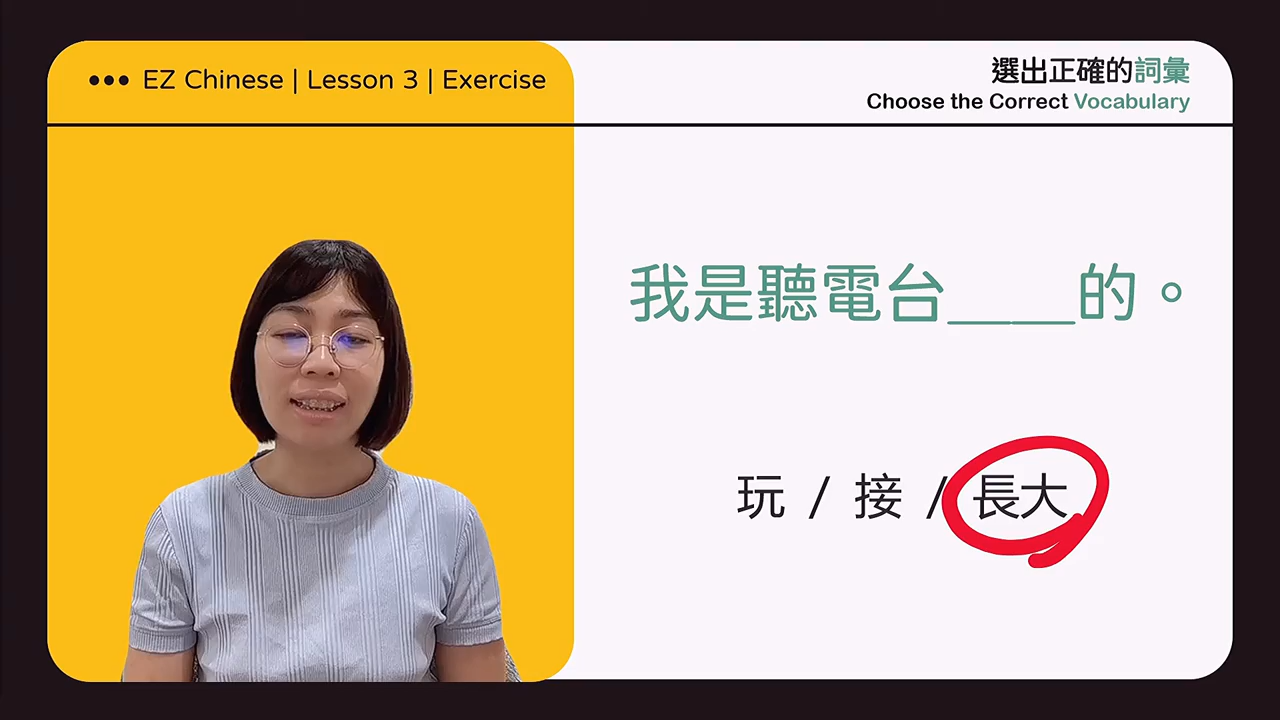 ••• EZ Chinese | Lesson 3 | Exercise
選出正確的詞彙
Choose the Correct Vocabulary
我是聽電台____的。
玩 / 接 / 長大